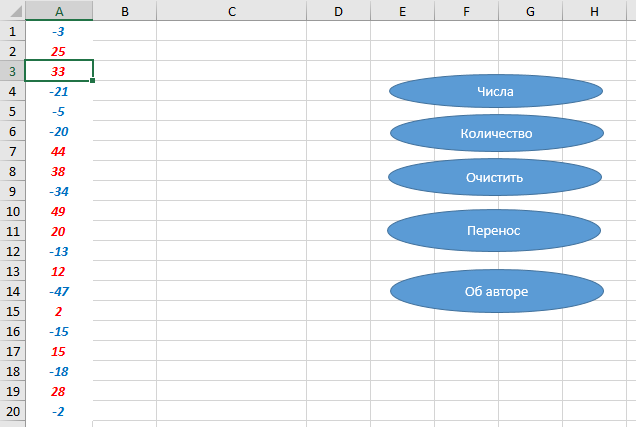 A B C D E F G H
1 -3
2 25
3 33
4 -21 Числа
5 -5
6 -20 Количество
7 44
8 38 Очистить
9 -34
10 49
11 20 Перенос
12 -13
13 12
14 -47 Об авторе
15 2
16 -15
17 15
18 -18
19 28
20 -2